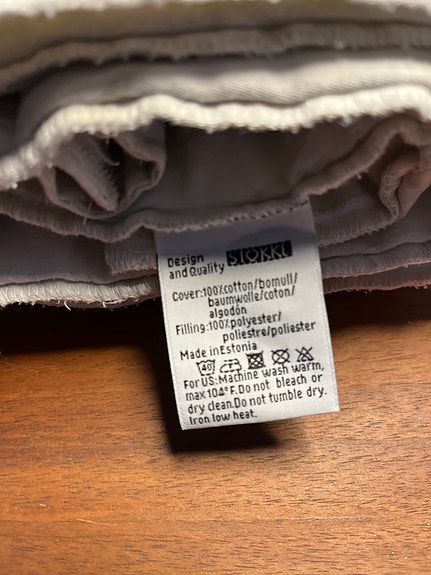 Design
and Quality STOKKE
Cover:100%cotton/bomull/
baumwolle/coton/
algodón
Filling:100%polyester/
poliestre/poliester
Made in Estonia
40
For US:Machine wash warm,
max 104°F.Do not bleach or
dry clean.Do not tumble dry.
Iron low heat.